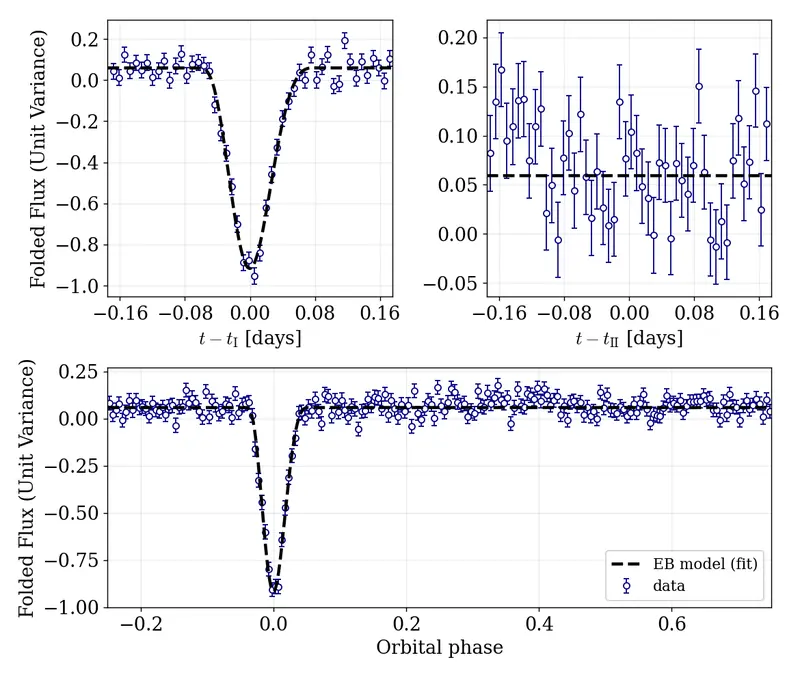 Folded Flux (Unit Variance)
0.2
0.0
−0.2
−0.4
−0.6
−0.8
−1.0
−0.16 −0.08 0.00 0.08 0.16
t − tI [days]
0.20
0.15
0.10
0.05
0.00
−0.05
−0.16 −0.08 0.00 0.08 0.16
t − tII [days]
Folded Flux (Unit Variance)
0.25
0.00
−0.25
−0.50
−0.75
−1.00
−0.2 0.0 0.2 0.4 0.6
Orbital phase
EB model (fit)
data